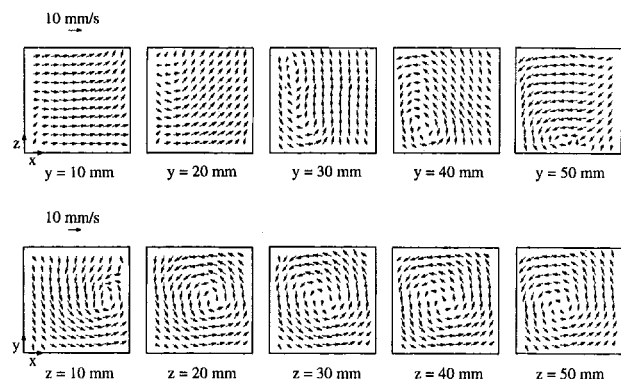 10 mm/s
z
x
y = 10 mm y = 20 mm y = 30 mm y = 40 mm y = 50 mm
10 mm/s
y
x
z = 10 mm z = 20 mm z = 30 mm z = 40 mm z = 50 mm